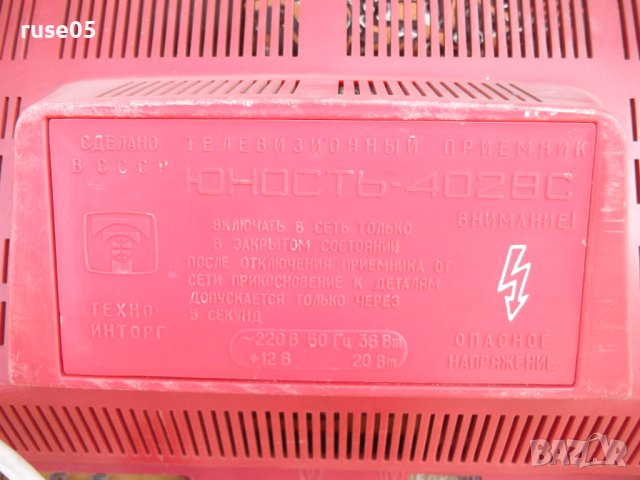 ruse05
СДЕЛАНО
В СССР
ТЕЛЕВИЗИОННЫЙ ПРИЕМНИК
ЮНОСТЬ-402ВС
ВНИМАНИЕ!
ВКЛЮЧАТЬ В СЕТЬ ТОЛЬКО
В ЗАКРЫТОМ СОСТОЯНИИ
ПОСЛЕ ОТКЛЮЧЕНИЯ ПРИЕМНИКА ОТ
СЕТИ ПРИКОСНОВЕНИЕ К ДЕТАЛЯМ
ДОПУСКАЕТСЯ ТОЛЬКО ЧЕРЕЗ
5 СЕКУНД
ТЕХНО-
ИНТОРГ
~220 В 50 Гц 36 Вт
+12 В 20 Вт
ОПАСНОЕ
НАПРЯЖЕНИЕ
BAZAR